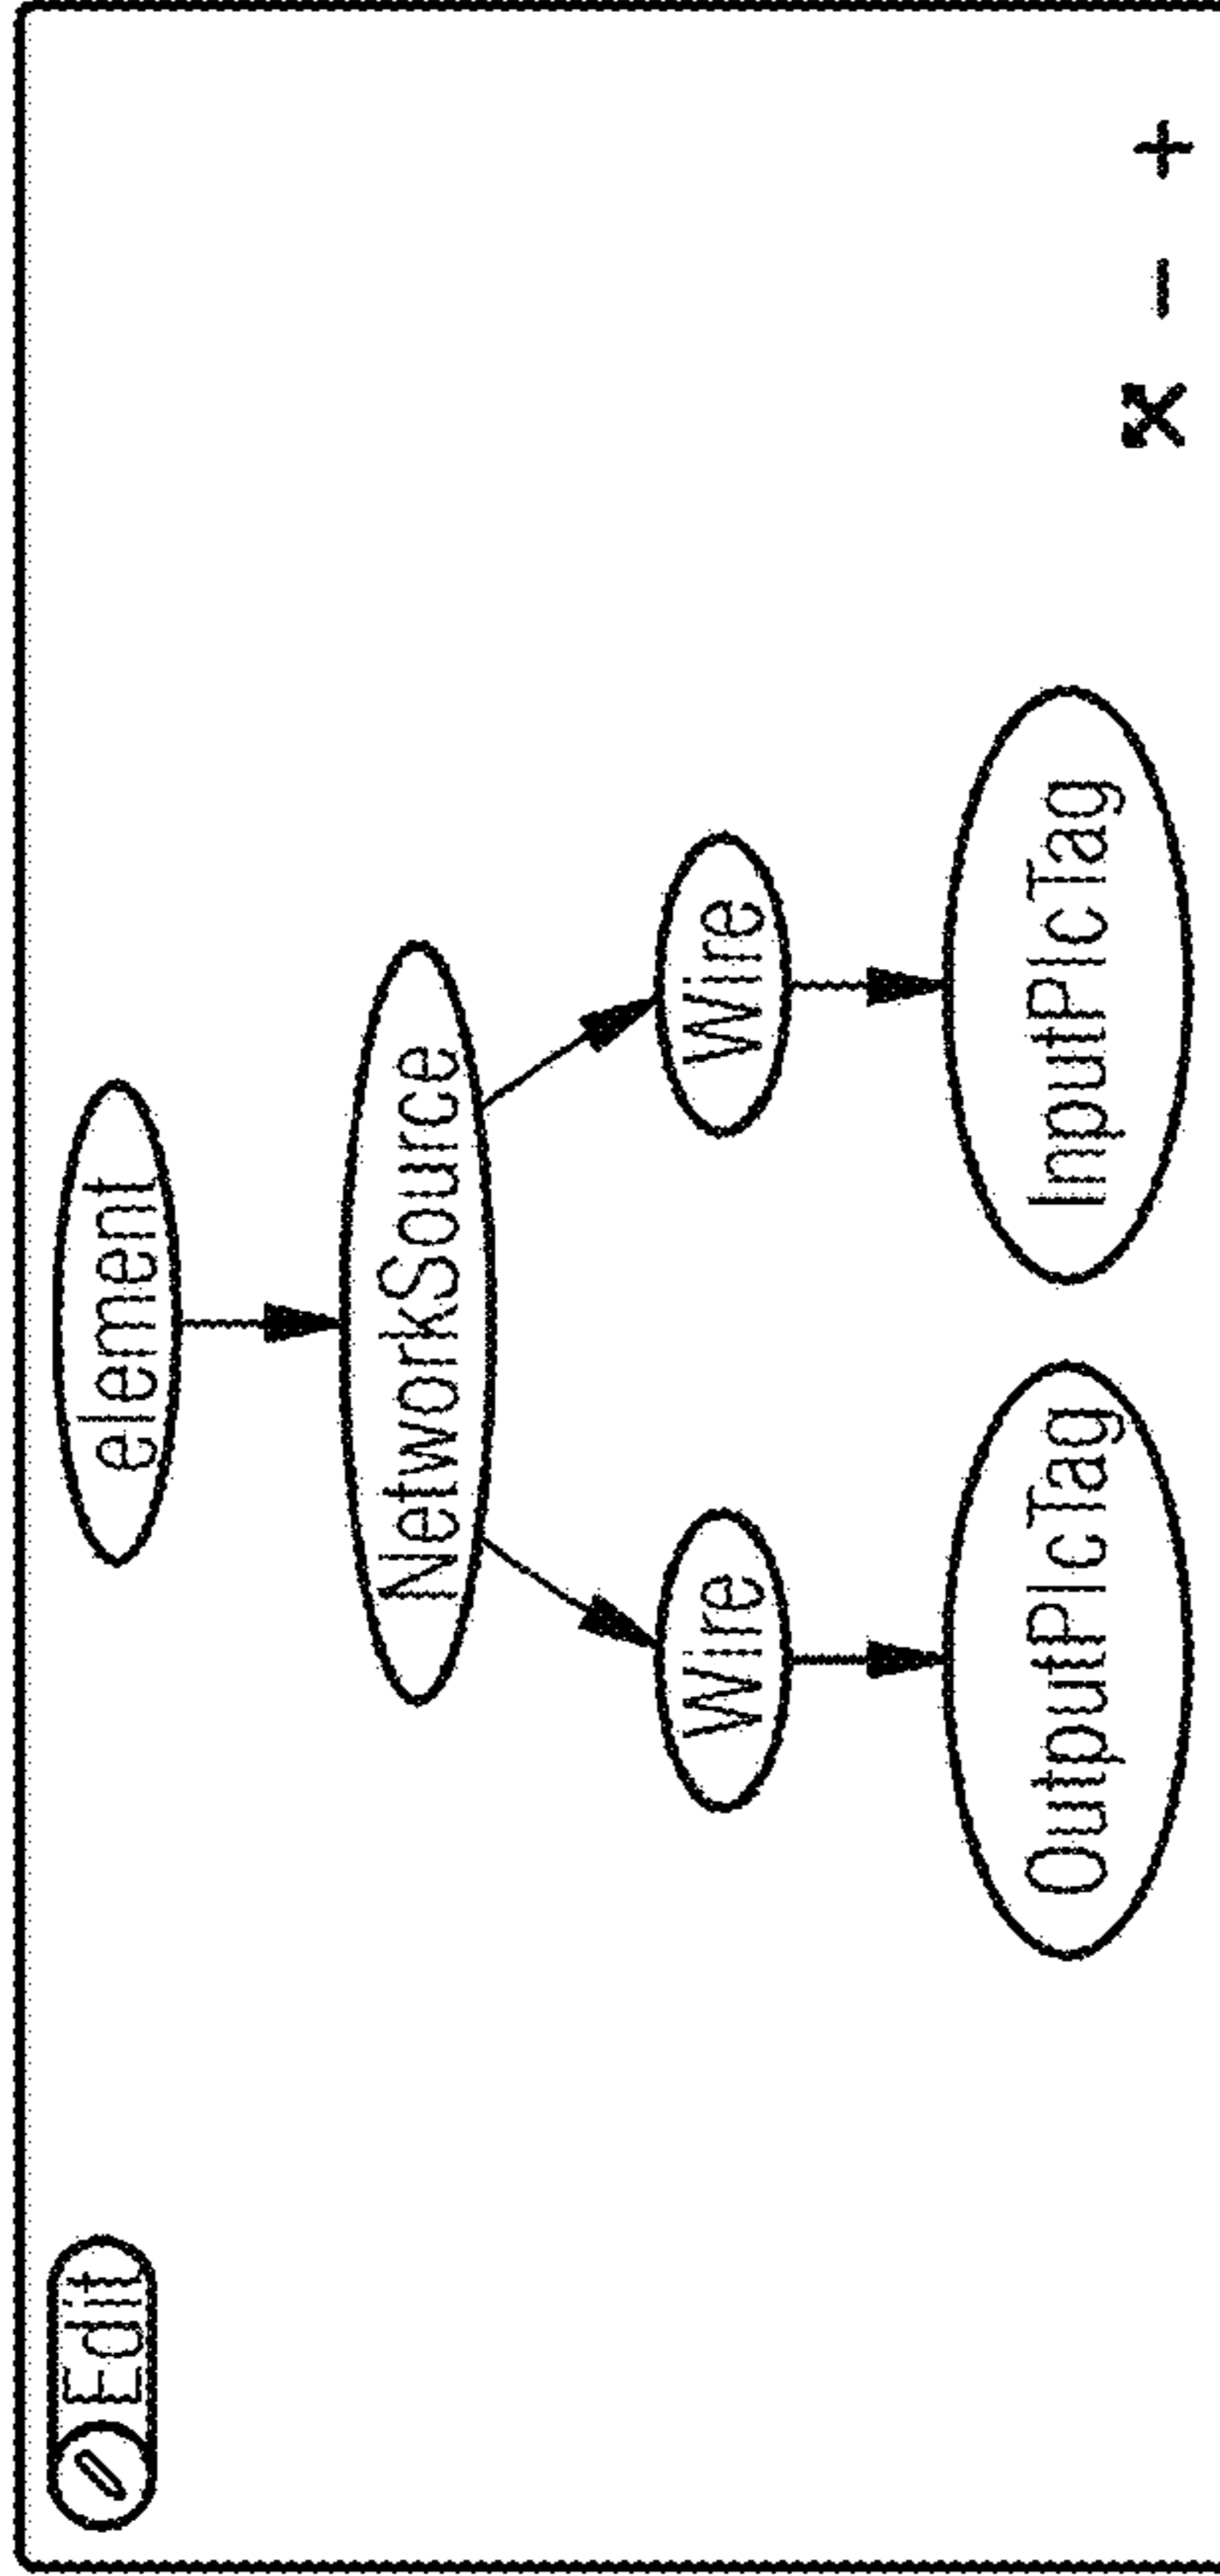 Edit
element
NetworkSource
Wire
Wire
OutputPlcTag
InputPlcTag
- +